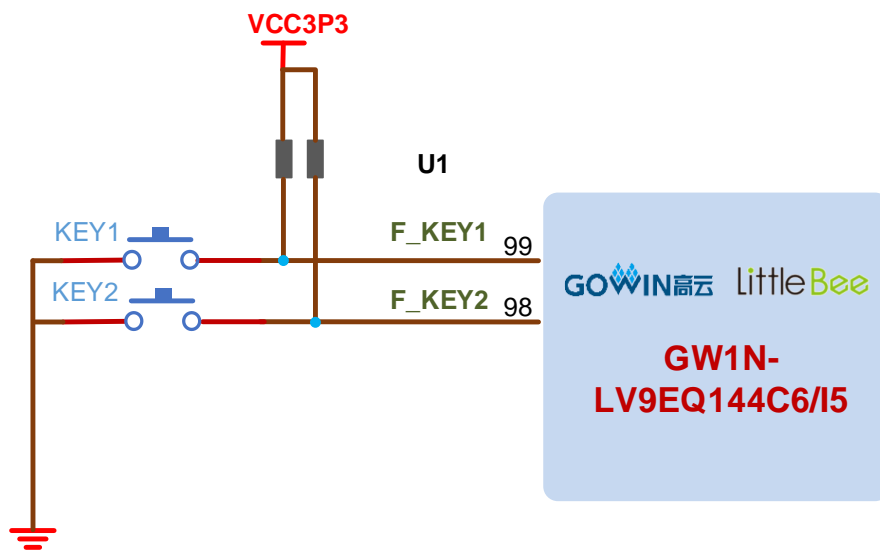 VCC3P3
U1
KEY1
F_KEY1
99
KEY2
F_KEY2
98
GOWIN高云 LittleBee
GW1N-
LV9EQ144C6/I5